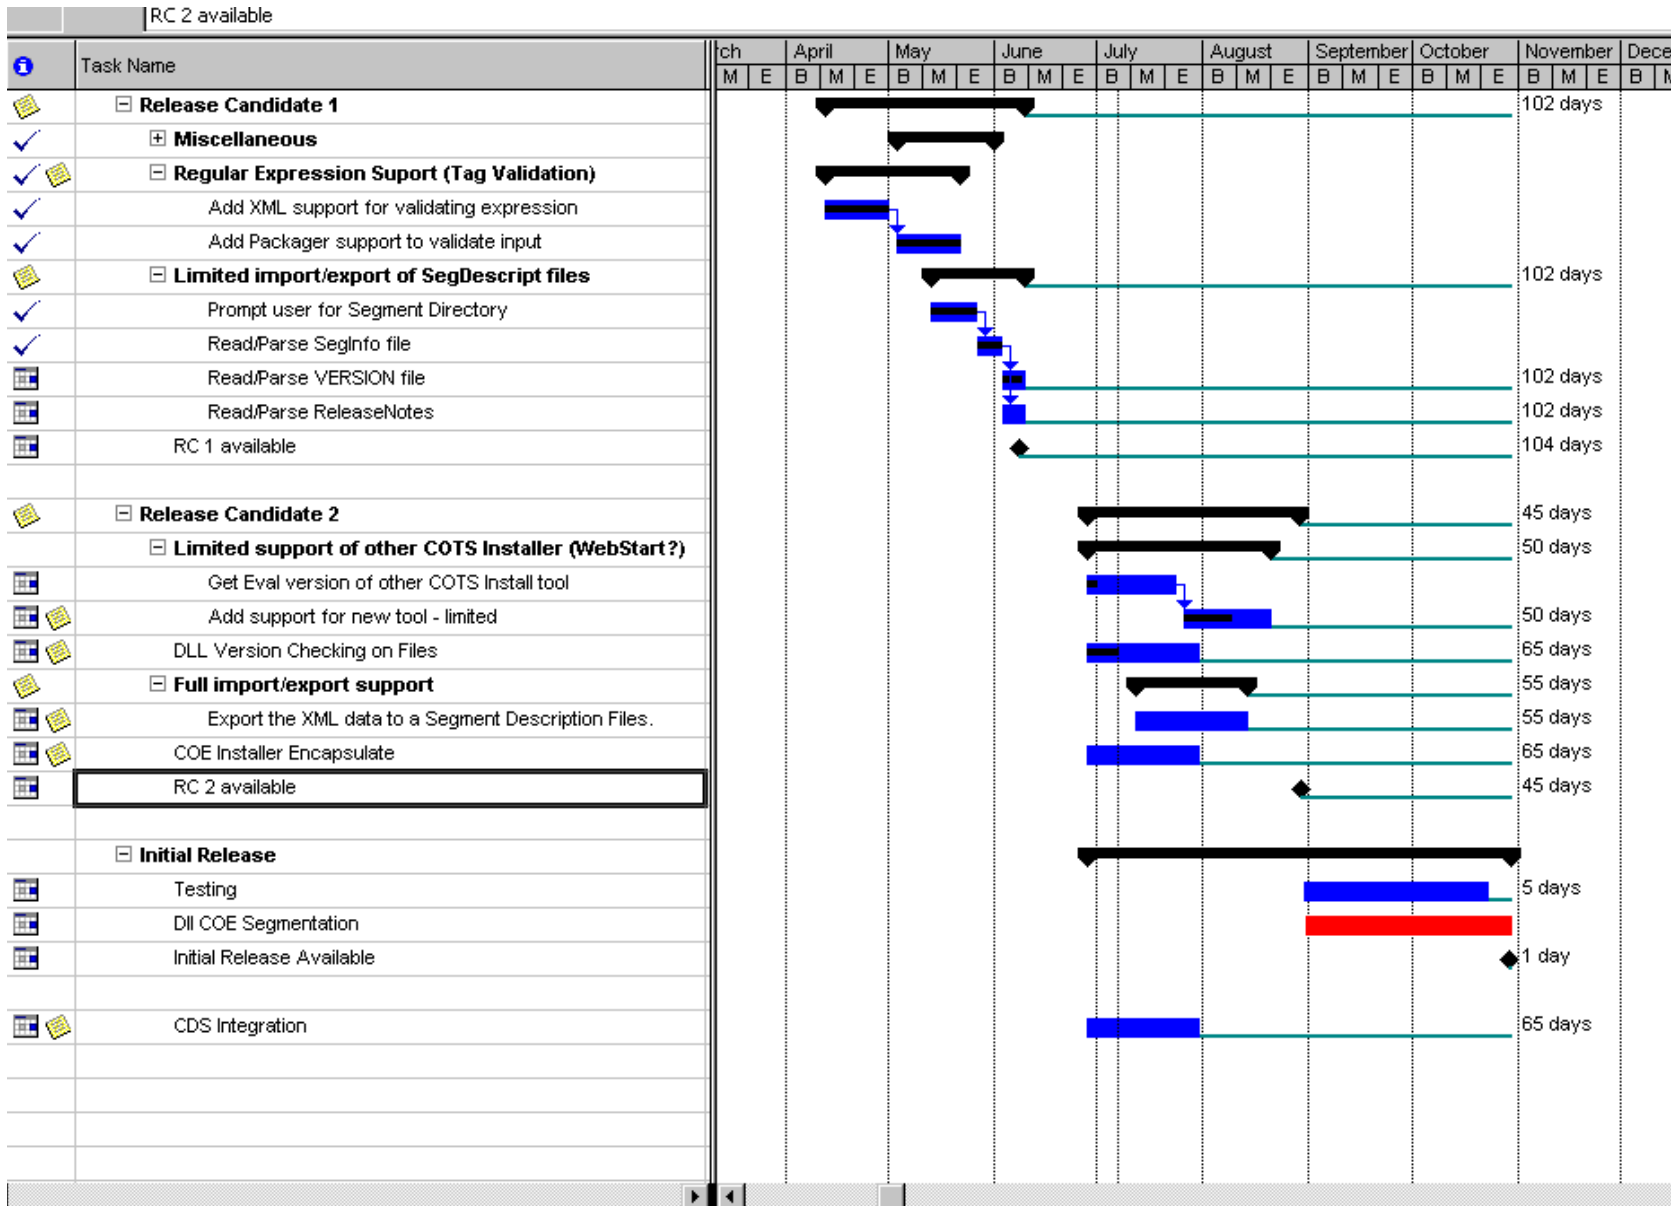 RC 2 available
Task Name
rch April May June July August September October November Dece
M E B M E B M E B M E B M E B M E B M E B M E B M E B M
Release Candidate 1 102 days
Miscellaneous
Regular Expression Suport (Tag Validation)
Add XML support for validating expression
Add Packager support to validate input
Limited import/export of SegDescript files 102 days
Prompt user for Segment Directory
Read/Parse SegInfo file
Read/Parse VERSION file 102 days
Read/Parse ReleaseNotes 102 days
RC 1 available 104 days
Release Candidate 2 45 days
Limited support of other COTS Installer (WebStart?) 50 days
Get Eval version of other COTS Install tool
Add support for new tool - limited 50 days
DLL Version Checking on Files 65 days
Full import/export support 55 days
Export the XML data to a Segment Description Files. 55 days
COE Installer Encapsulate 65 days
RC 2 available 45 days
Initial Release
Testing 5 days
DII COE Segmentation
Initial Release Available 1 day
CDS Integration 65 days